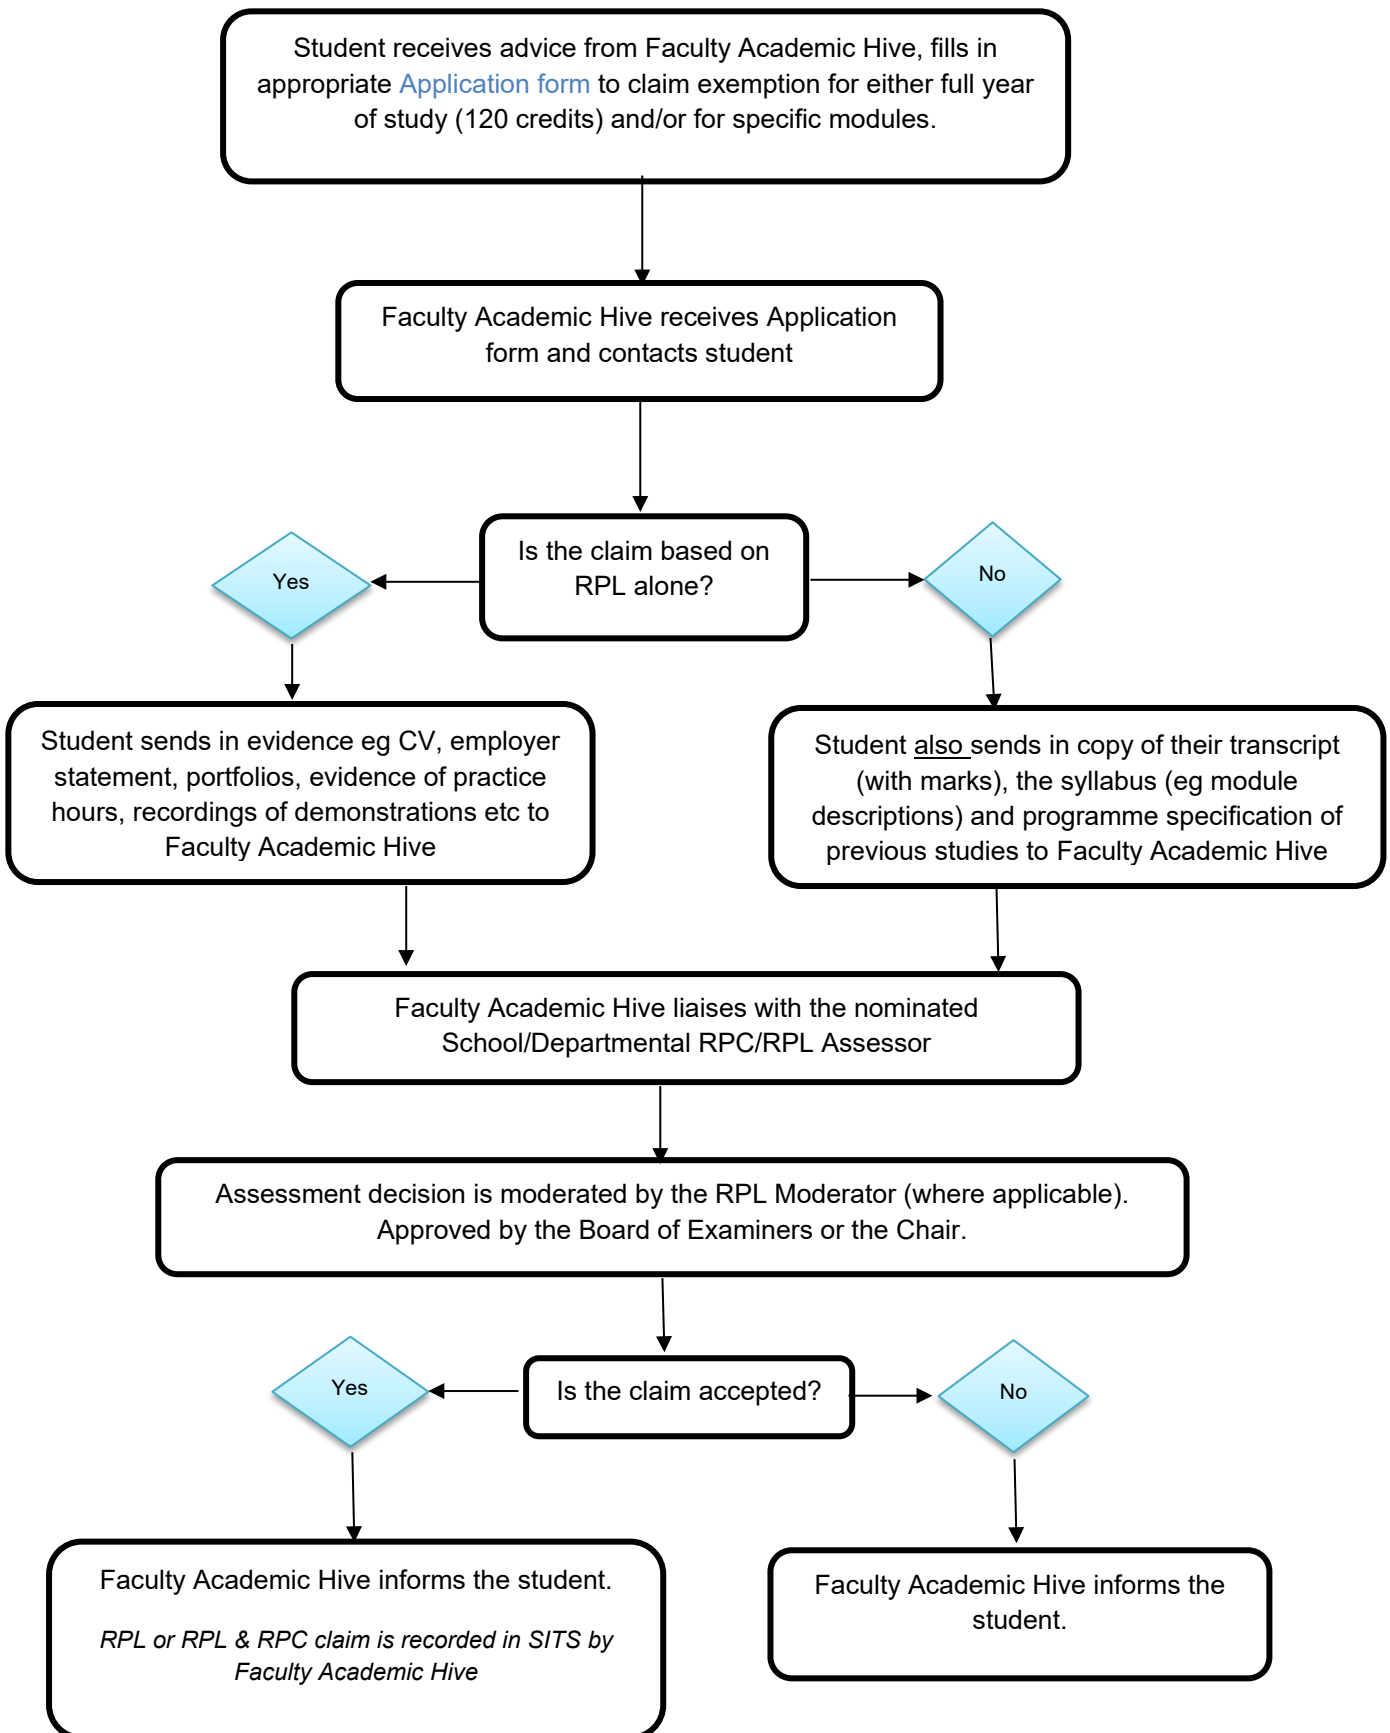 Student receives advice from Faculty Academic Hive, fills in
appropriate Application form to claim exemption for either full year
of study (120 credits) and/or for specific modules.
Faculty Academic Hive receives Application
form and contacts student
Is the claim based on
RPL alone?
Yes
No
Student sends in evidence eg CV, employer
statement, portfolios, evidence of practice
hours, recordings of demonstrations etc to
Faculty Academic Hive
Student also sends in copy of their transcript
(with marks), the syllabus (eg module
descriptions) and programme specification of
previous studies to Faculty Academic Hive
Faculty Academic Hive liaises with the nominated
School/Departmental RPC/RPL Assessor
Assessment decision is moderated by the RPL Moderator (where applicable).
Approved by the Board of Examiners or the Chair.
Is the claim accepted?
Yes
No
Faculty Academic Hive informs the student.
RPL or RPL & RPC claim is recorded in SITS by
Faculty Academic Hive
Faculty Academic Hive informs the
student.